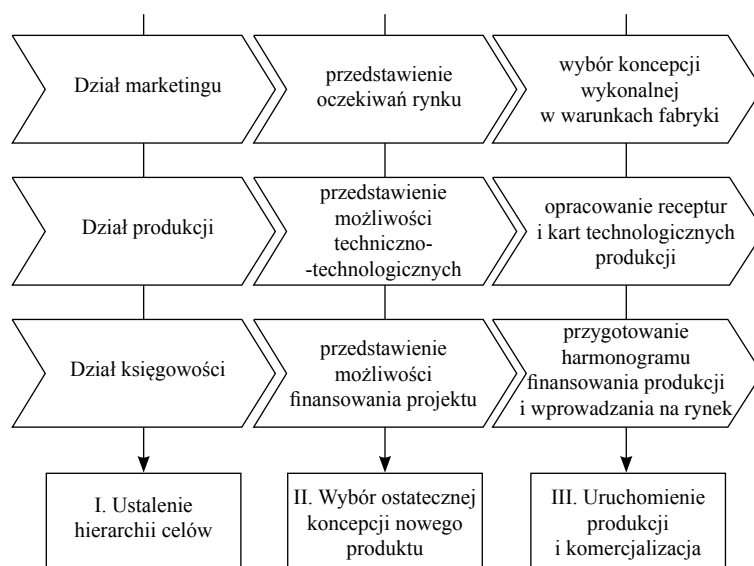 Dział marketingu
przedstawienie
oczekiwań rynku
wybór koncepcji
wykonalnej
w warunkach fabryki
Dział produkcji
przedstawienie
możliwości
techniczno-
-technologicznych
opracowanie receptur
i kart technologicznych
produkcji
Dział księgowości
przedstawienie
możliwości
finansowania projektu
przygotowanie
harmonogramu
finansowania produkcji
i wprowadzania na rynek
I. Ustalenie
hierarchii celów
II. Wybór ostatecznej
koncepcji nowego
produktu
III. Uruchomienie
produkcji
i komercjalizacja